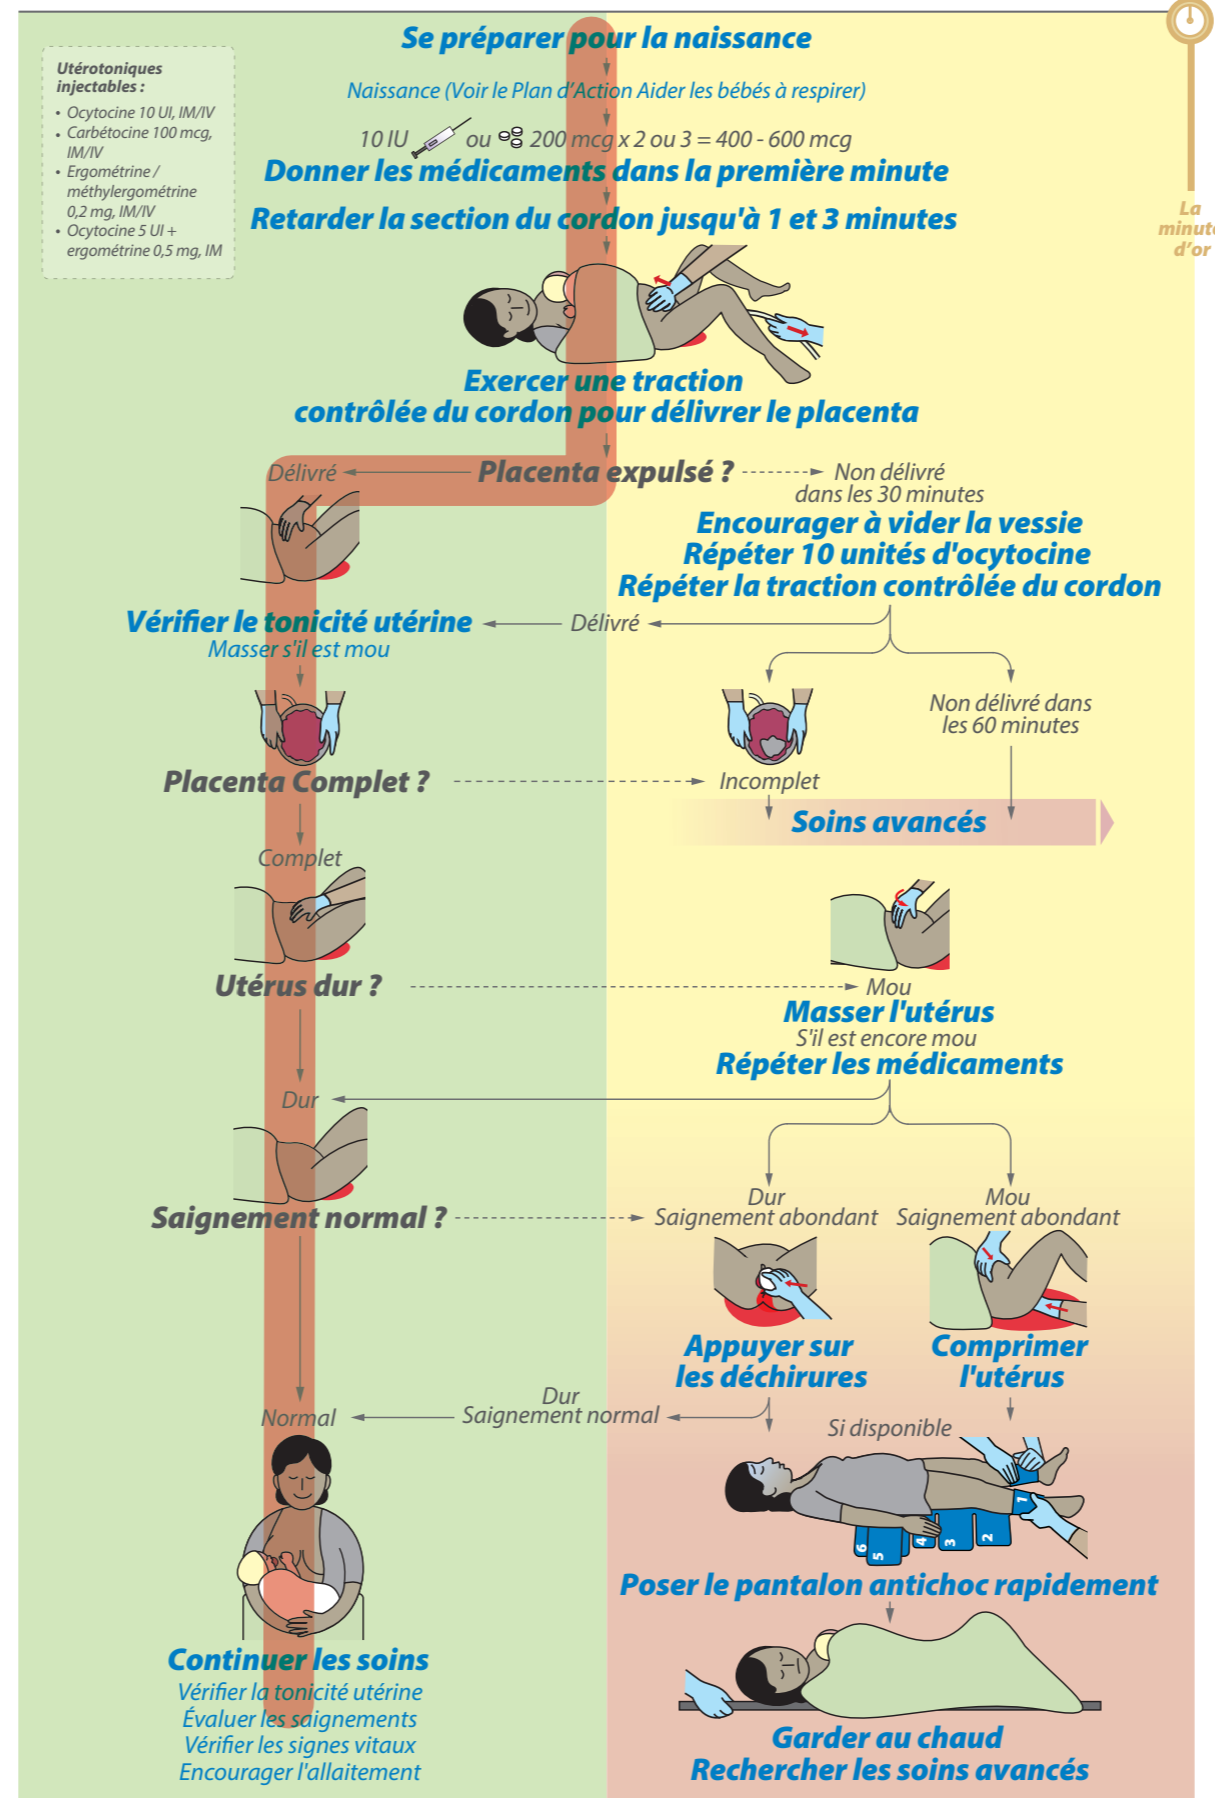 Se préparer pour la naissance
Utérotoniques
injectables :
• Ocytocine 10 UI, IM/IV
• Carbétocine 100 mcg,
IM/IV
• Ergométrine /
méthylergométrine
0,2 mg, IM/IV
• Ocytocine 5 UI +
ergométrine 0,5 mg, IM
Naissance (Voir le Plan d'Action Aider les bébés à respirer)
10 IU ou 200 mcg x 2 ou 3 = 400 - 600 mcg
Donner les médicaments dans la première minute
Retarder la section du cordon jusqu'à 1 et 3 minutes
La
minute
d'or
Exercer une traction
contrôlée du cordon pour délivrer le placenta
Délivré
Placenta expulsé ?
Non délivré
dans les 30 minutes
Encourager à vider la vessie
Répéter 10 unités d'ocytocine
Répéter la traction contrôlée du cordon
Vérifier le tonicité utérine
Masser s'il est mou
Délivré
Non délivré dans
les 60 minutes
Placenta Complet ?
Incomplet
Soins avancés
Complet
Utérus dur ?
Mou
Masser l'utérus
S'il est encore mou
Répéter les médicaments
Dur
Saignement normal ?
Dur
Saignement abondant
Mou
Saignement abondant
Appuyer sur
les déchirures
Comprimer
l'utérus
Normal
Dur
Saignement normal
Si disponible
1
2
3
4
5
6
Poser le pantalon antichoc rapidement
Continuer les soins
Vérifier la tonicité utérine
Évaluer les saignements
Vérifier les signes vitaux
Encourager l'allaitement
Garder au chaud
Rechercher les soins avancés